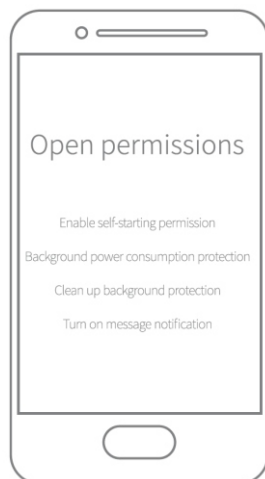 Open permissions
Enable self-starting permission
Background power consumption protection
Clean up background protection
Turn on message notification